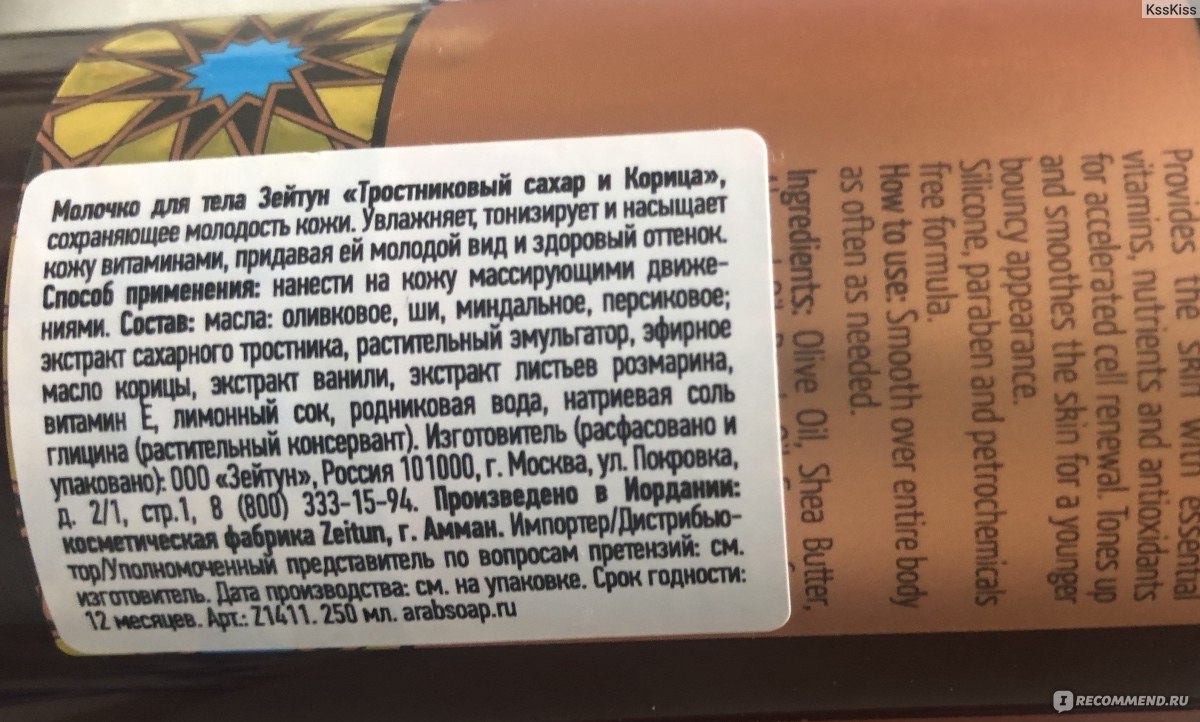 KssKiss
Молочко для тела Зейтун «Тростниковый сахар и Корица»,
сохраняющее молодость кожи. Увлажняет, тонизирует и насыщает
кожу витаминами, придавая ей молодой вид и здоровый оттенок.
Способ применения: нанести на кожу массирующими движе-
ниями. Состав: масла: оливковое, ши, миндальное, персиковое;
экстракт сахарного тростника, растительный эмульгатор, эфирное
масло корицы, экстракт ванили, экстракт листьев розмарина,
витамин Е, лимонный сок, родниковая вода, натриевая соль
глицина (растительный консервант). Изготовитель (расфасовано и
упаковано): ООО «Зейтун», Россия 101000, г. Москва, ул. Покровка,
д. 2/1, стр.1, 8 (800) 333-15-94. Произведено в Иордании:
косметическая фабрика Zeitun, г. Амман. Импортер/Дистрибью-
тор/Уполномоченный представитель по вопросам претензий: см.
изготовитель. Дата производства: см. на упаковке. Срок годности:
12 месяцев. Арт.: Z1411. 250 мл. arabsoap.ru
Provides the skin with essential
vitamins, nutrients and antioxidants
for accelerated cell renewal. Tones up
and smoothes the skin for a younger
bouncy appearance.
Silicone, paraben and petrochemicals
free formula.
How to use: Smooth over entire body
as often as needed.
Ingredients: Olive Oil, Shea Butter,
IRECOMMEND.RU